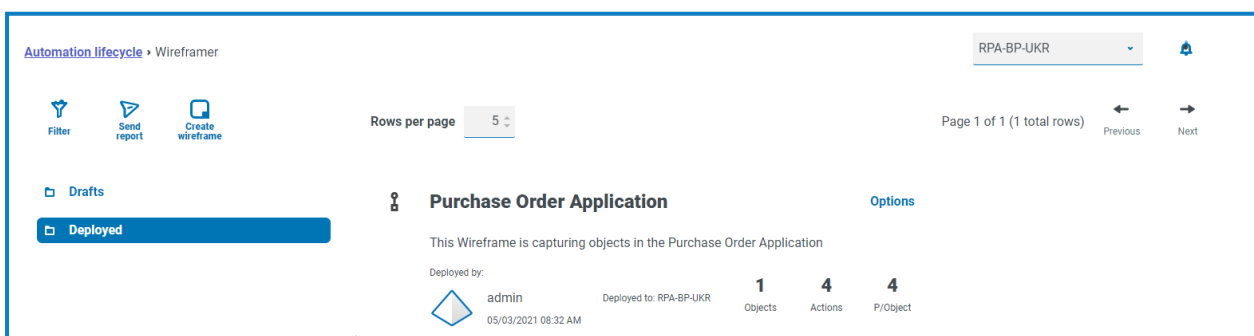 Automation lifecycle › Wireframer
RPA-BP-UKR
Filter
Send
report
Create
wireframe
Rows per page 5
Page 1 of 1 (1 total rows)
Previous
Next
Drafts
Deployed
Purchase Order Application
Options
This Wireframe is capturing objects in the Purchase Order Application
Deployed by:
admin
05/03/2021 08:32 AM
Deployed to: RPA-BP-UKR
1
Objects
4
Actions
4
P/Object